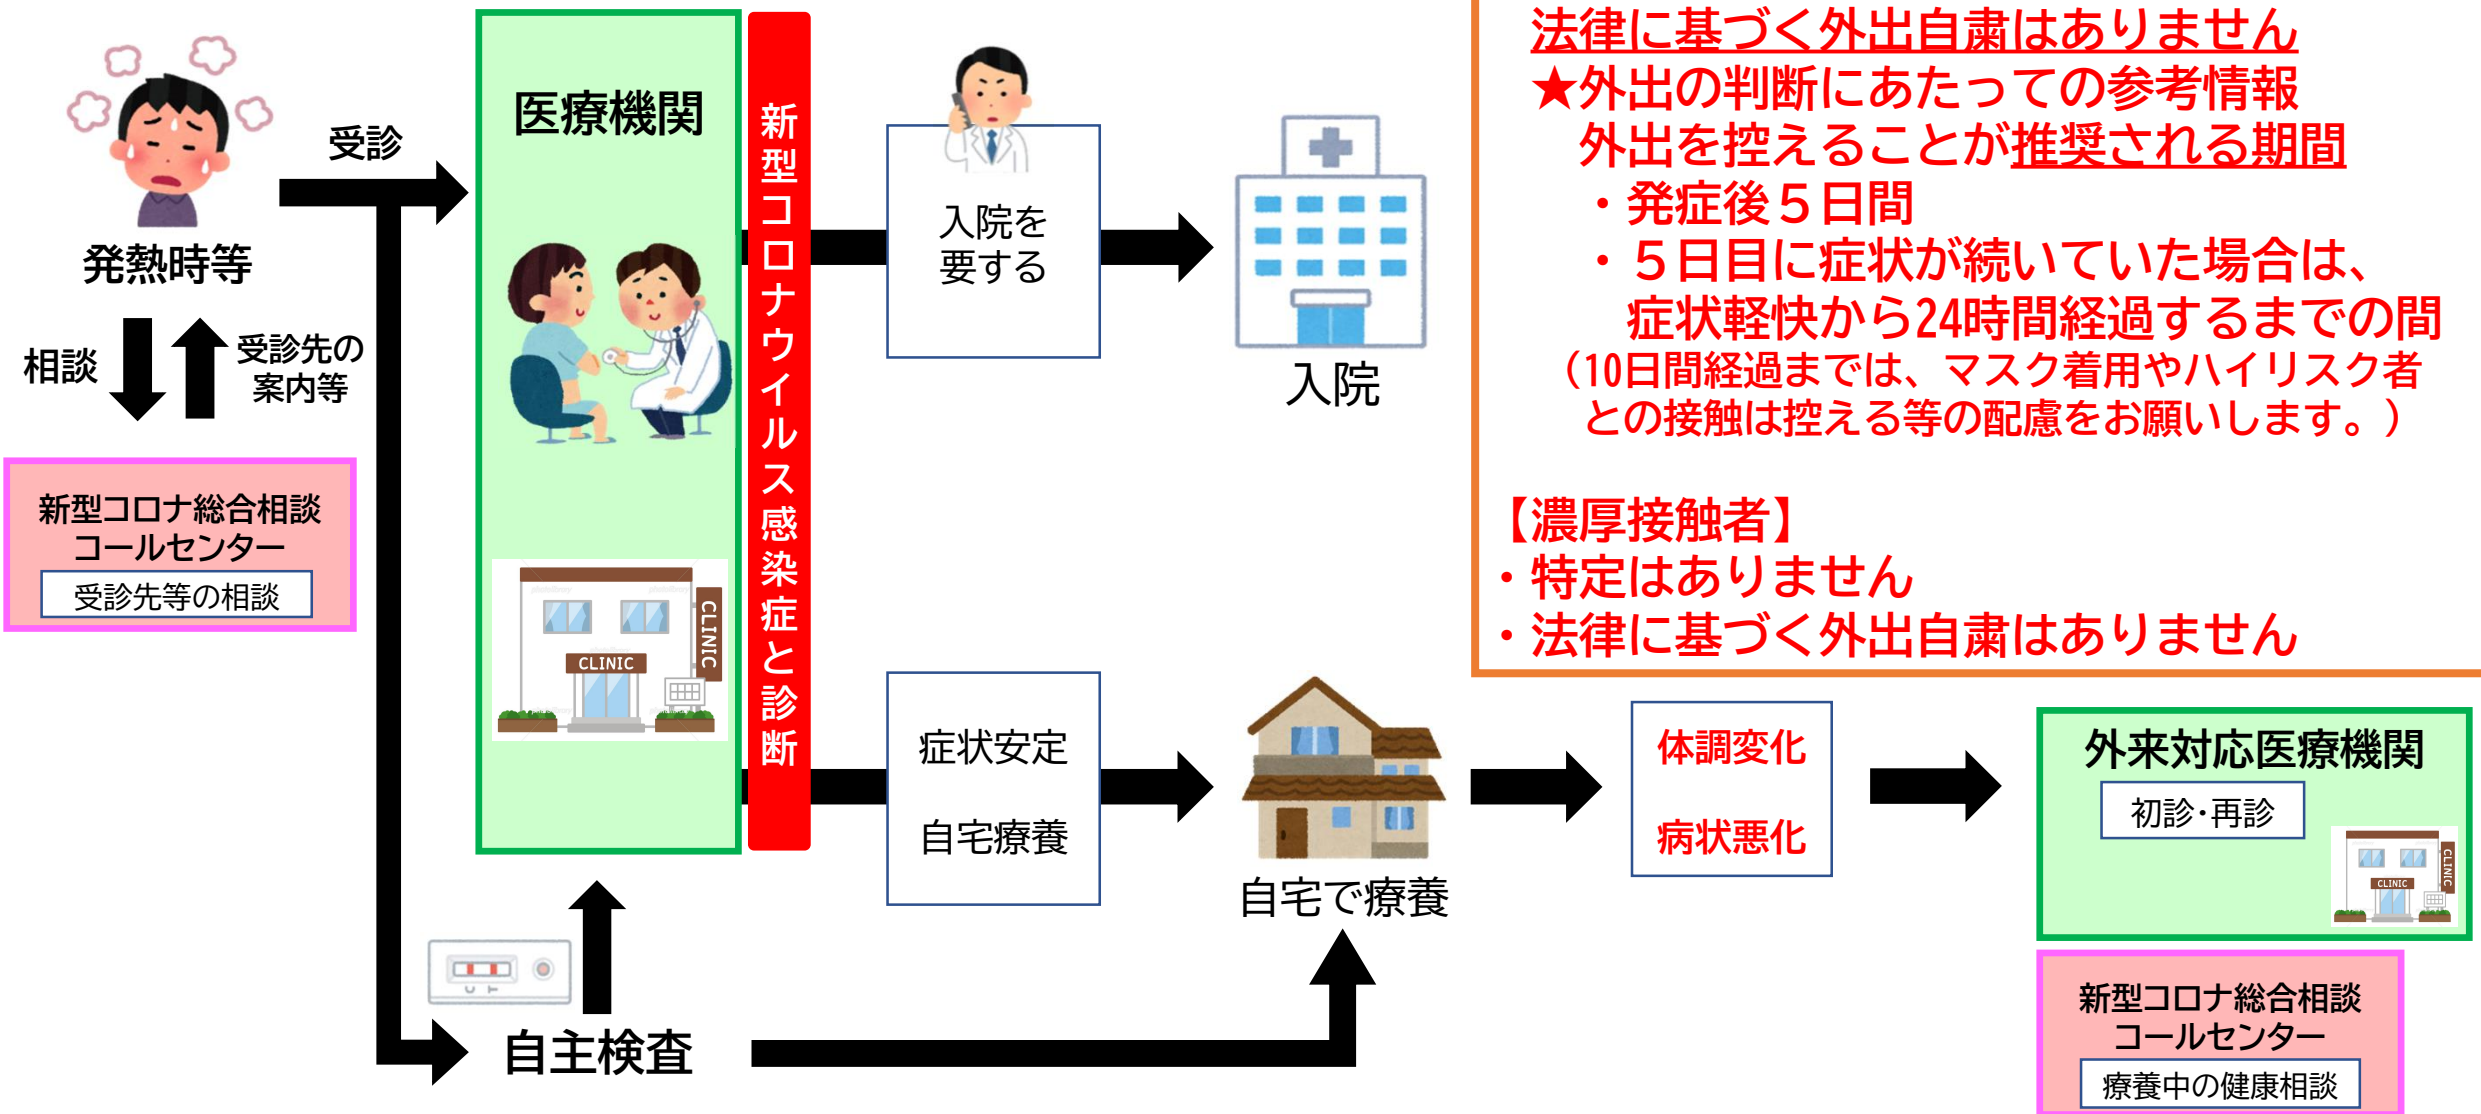 発熱時等
受診
相談
受診先の
案内等
新型コロナ総合相談
コールセンター
受診先等の相談
医療機関
CLINIC
CLINIC
新型コロナウイルス感染症と診断
入院を
要する
入院
症状安定
自宅療養
自宅で療養
自主検査
法律に基づく外出自粛はありません
★外出の判断にあたっての参考情報
外出を控えることが推奨される期間
・発症後５日間
・５日目に症状が続いていた場合は、
症状軽快から24時間経過するまでの間
（10日間経過までは、マスク着用やハイリスク者
との接触は控える等の配慮をお願いします。）
【濃厚接触者】
・特定はありません
・法律に基づく外出自粛はありません
体調変化
病状悪化
外来対応医療機関
初診・再診
CLINIC
CLINIC
新型コロナ総合相談
コールセンター
療養中の健康相談